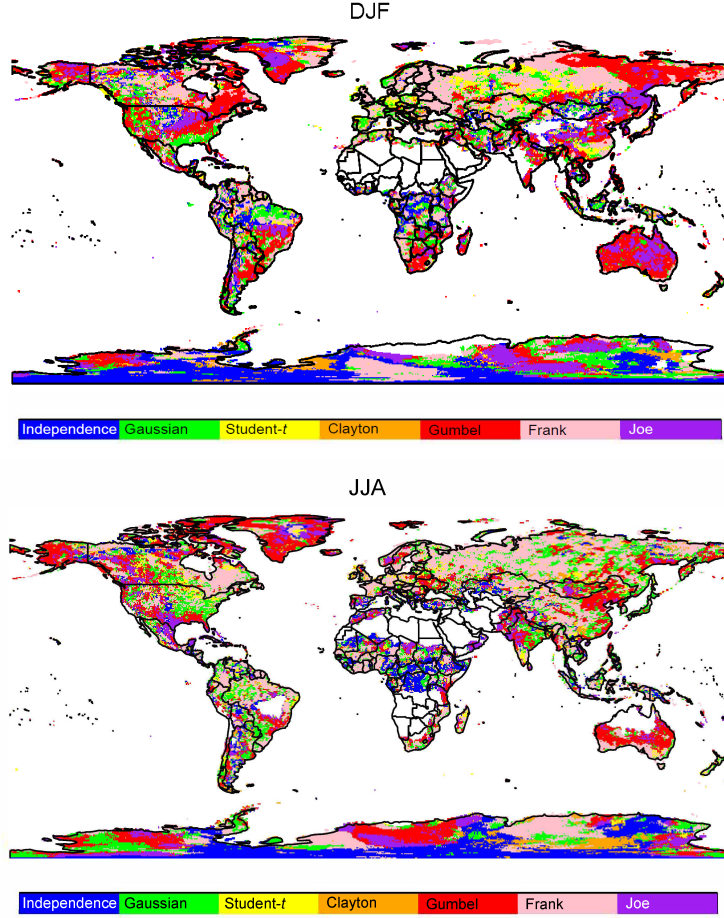 DJF
Independence Gaussian Student-t Clayton Gumbel Frank Joe
JJA
Independence Gaussian Student-t Clayton Gumbel Frank Joe